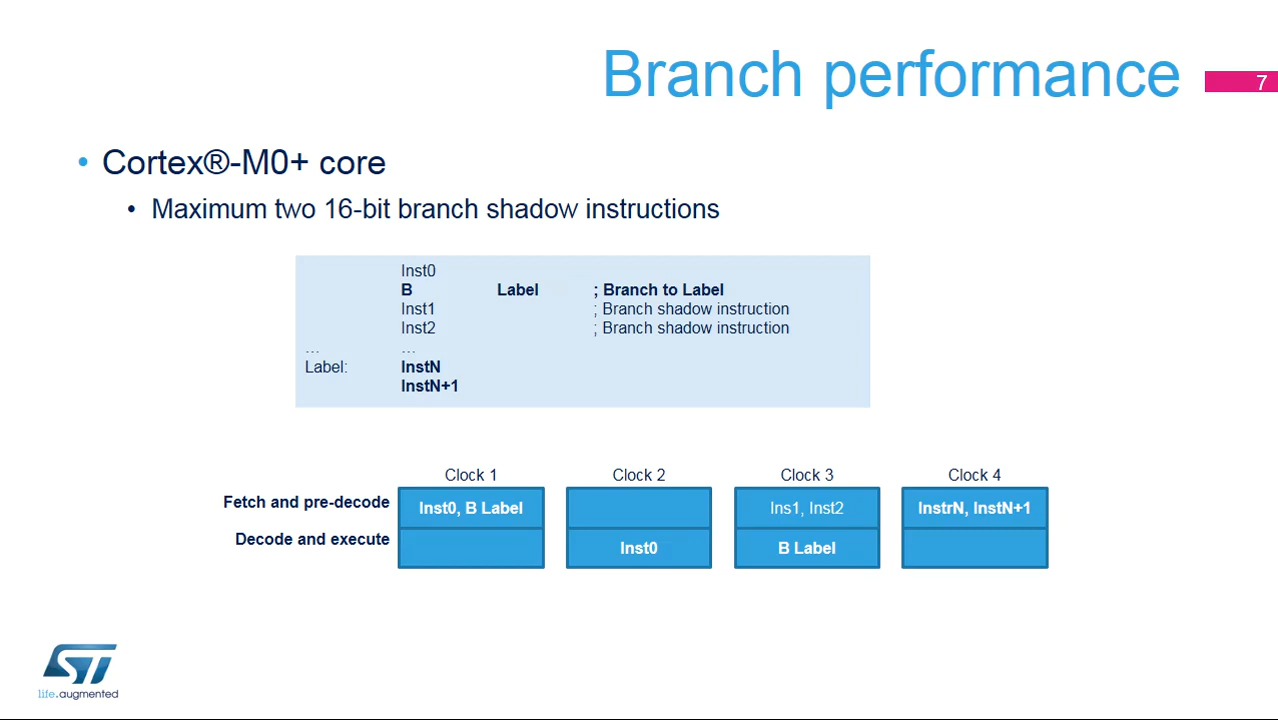 Branch performance
7
• Cortex®-M0+ core
• Maximum two 16-bit branch shadow instructions
Inst0
B Label ; Branch to Label
Inst1 ; Branch shadow instruction
Inst2 ; Branch shadow instruction
... ...
Label: InstN
InstN+1
Clock 1 Clock 2 Clock 3 Clock 4
Fetch and pre-decode Inst0, B Label Ins1, Inst2 InstrN, InstN+1
Decode and execute Inst0 B Label
ST
life.augmented